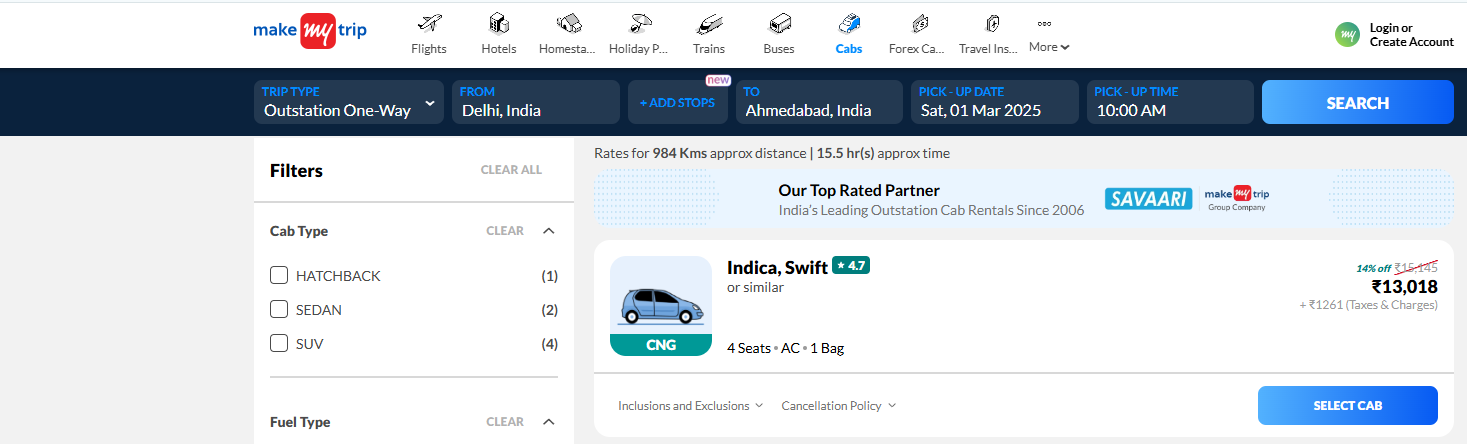 make my trip
Flights
Hotels
Homesta...
Holiday P...
Trains
Buses
Cabs
Forex Ca...
Travel Ins...
More
my
Login or
Create Account
TRIP TYPE
Outstation One-Way
FROM
Delhi, India
new
+ ADD STOPS
TO
Ahmedabad, India
PICK - UP DATE
Sat, 01 Mar 2025
PICK - UP TIME
10:00 AM
SEARCH
Filters
CLEAR ALL
Cab Type
CLEAR
HATCHBACK (1)
SEDAN (2)
SUV (4)
Fuel Type
CLEAR
Rates for 984 Kms approx distance | 15.5 hr(s) approx time
Our Top Rated Partner
India's Leading Outstation Cab Rentals Since 2006
SAVAARI
make my trip
Group Company
CNG
Indica, Swift ★ 4.7
or similar
4 Seats • AC • 1 Bag
14% off ₹15,145
₹13,018
+ ₹1261 (Taxes & Charges)
Inclusions and Exclusions
Cancellation Policy
SELECT CAB